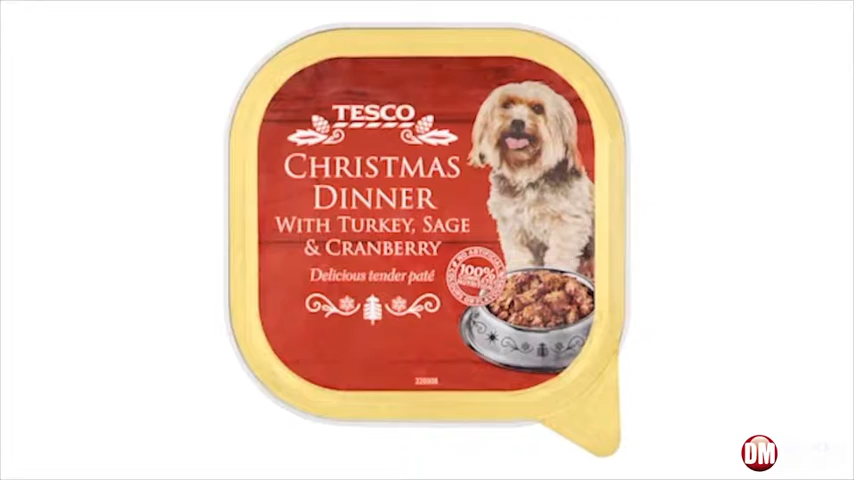 TESCO
CHRISTMAS
DINNER
WITH TURKEY, SAGE
& CRANBERRY
Delicious tender paté
100%
DM